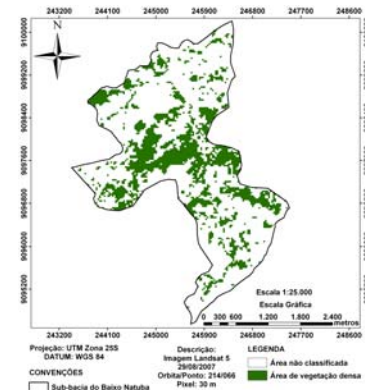 243200 244100 245000 245900 246800 247700 248600
N
9100000
9099200
9098400
9097600
9096800
9096000
9095200
Escala 1:25.000
Escala Gráfica
0 300 600 1.200 1.800 2.400
metros
243200 244100 245000 245900 246800 247700 248600
Projeção: UTM Zona 25S
DATUM: WGS 84
CONVENÇÕES
Sub-bacia do Baixo Natuba
Descrição:
Imagem Landsat 5
29/08/2007
Orbita/Ponto: 214/066
Pixel: 30 m
LEGENDA
Área não classificada
Área de vegetação densa